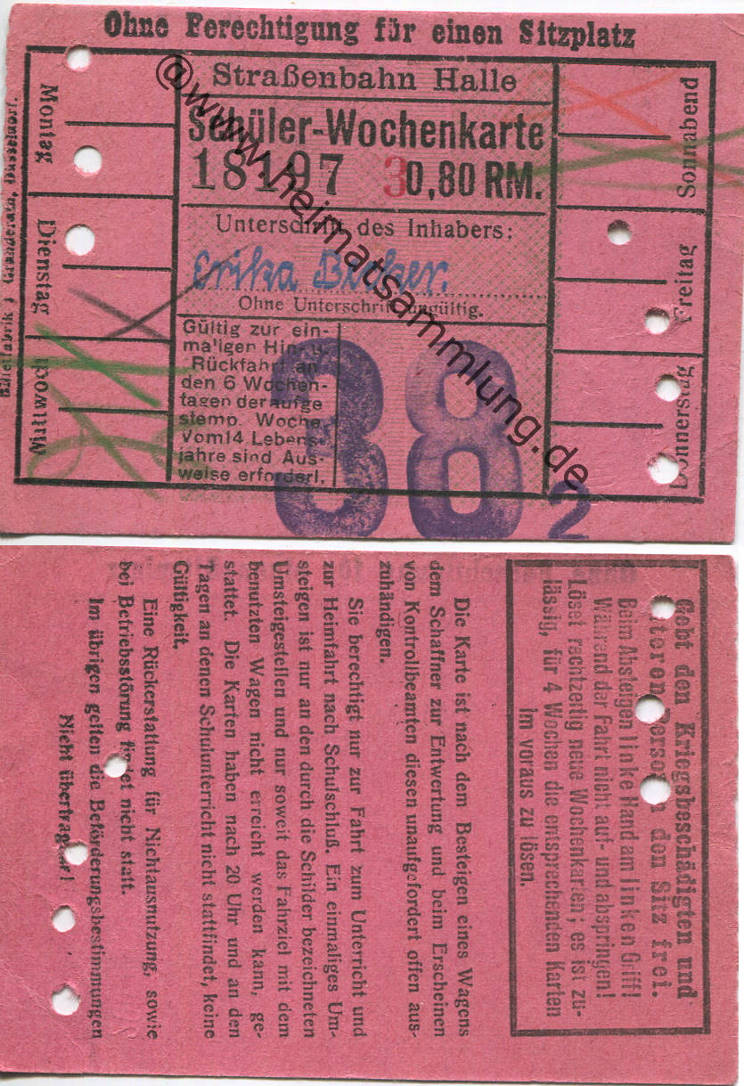 Ohne Berechtigung für einen Sitzplatz
Straßenbahn Halle
Schüler-Wochenkarte
18197 3 0,80 RM.
Unterschrift des Inhabers:
Erika Becker.
Ohne Unterschrift ungültig.
Gültig zur ein-
maligen Hin- u.
Rückfahrt an
den 6 Wochen-
tagen der aufge
stemp. Woche.
Vom 14 Lebens-
jahre sind Aus-
weise erforderl.
38
2
Montag
Dienstag
Mittwoch
Donnerstag
Freitag
Sonnabend
@www.heimatsammlung.de
Gebt den Kriegsbeschädigten und
älteren Personen den Sitz frei.
Beim Absteigen linke Hand am linken Griff!
Während der Fahrt nicht auf- und abspringen!
Löset rechzeitig neue Wochenkarten; es ist zu-
lässig, für 4 Wochen die entsprechenden Karten
im voraus zu lösen.
Die Karte ist nach dem Besteigen eines Wagens
dem Schaffner zur Entwertung und beim Erscheinen
von Kontrollbeamten diesen unaufgefordert offen aus-
zuhändigen.
Sie berechtigt nur zur Fahrt zum Unterricht und
zur Heimfahrt nach Schulschluß. Ein einmaliges Um-
steigen ist nur an den durch die Schilder bezeichneten
Umsteigestellen und nur soweit das Fahrziel mit dem
benutzten Wagen nicht erreicht werden kann, ge-
stattet. Die Karten haben nach 20 Uhr und an den
Tagen an denen Schulunterricht nicht stattfindet, keine
Gültigkeit.
Eine Rückerstattung für Nichtausnutzung, sowie
bei Betriebsstörung findet nicht statt.
Im übrigen gelten die Beförderungsbestimmungen
Nicht übertragbar!